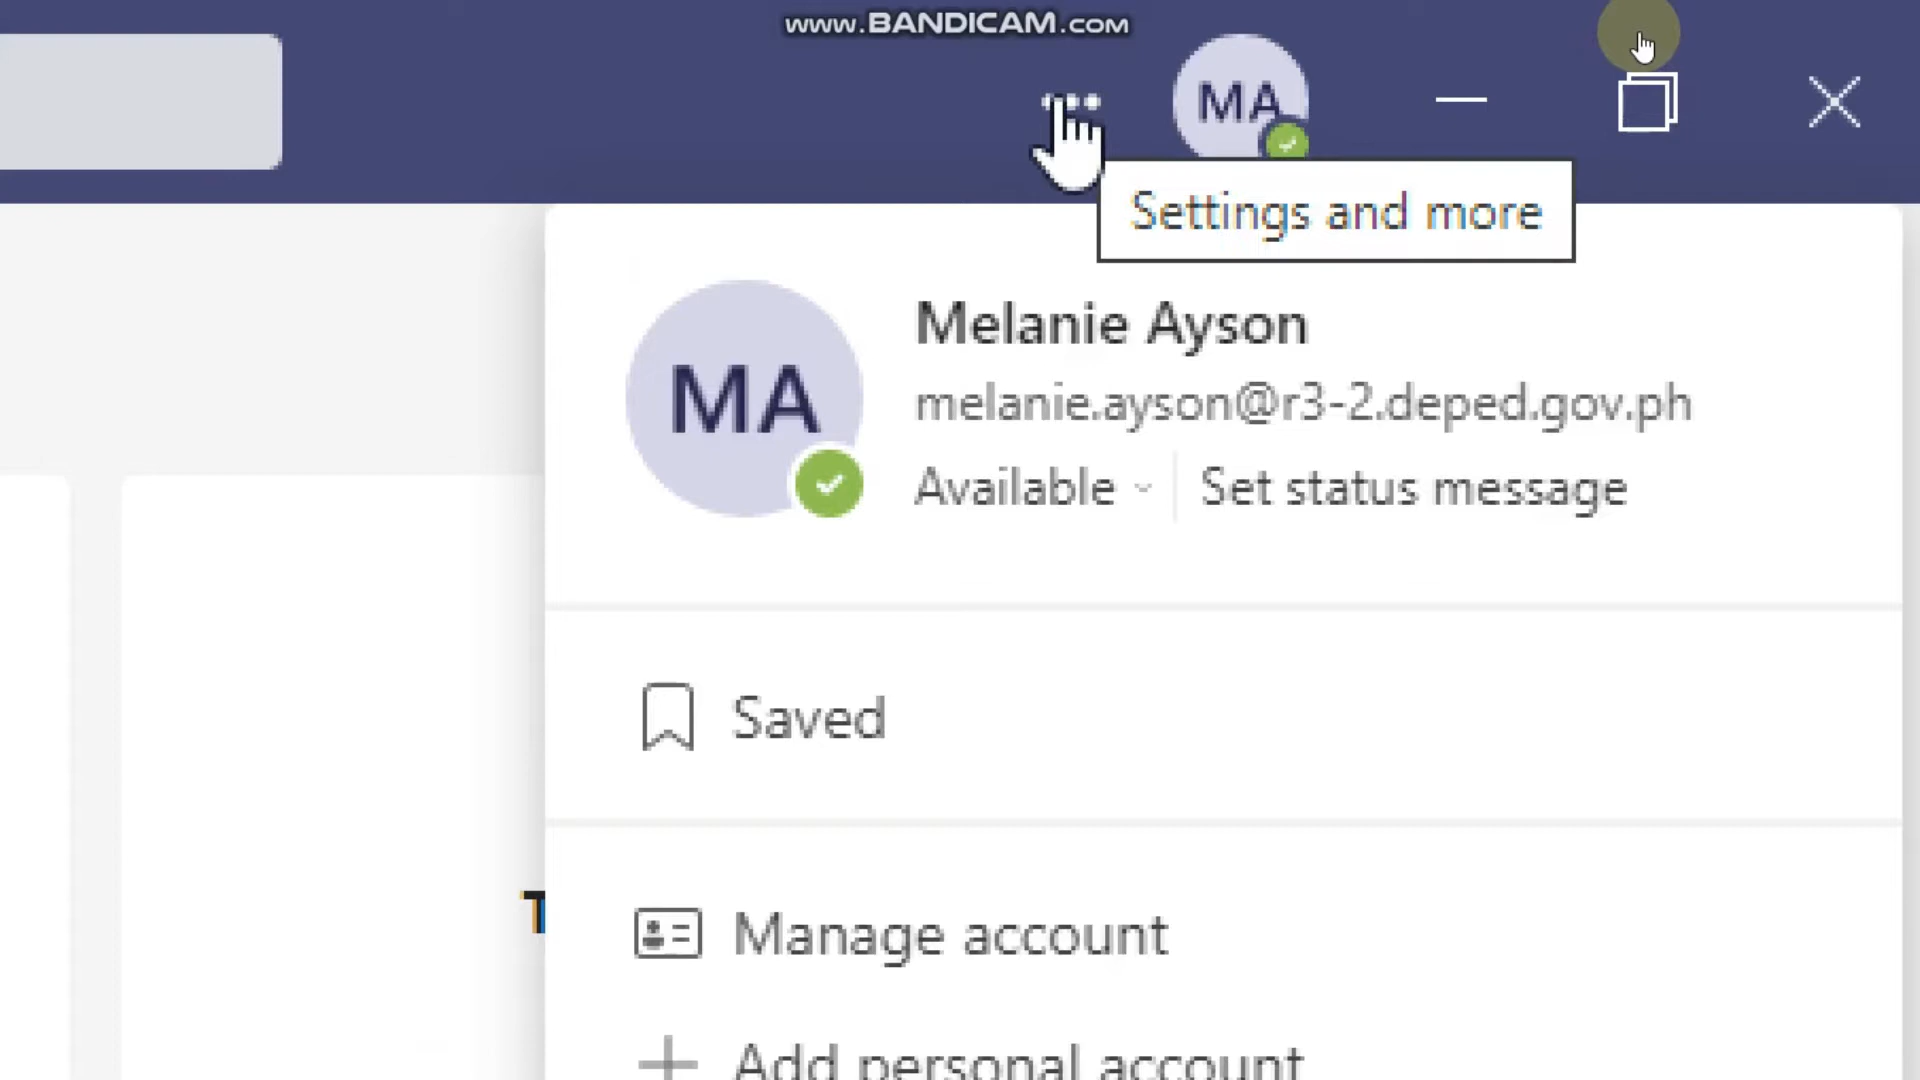 www.BANDICAM.com
MA
Settings and more
MA
Melanie Ayson
melanie.ayson@r3-2.deped.gov.ph
Available
Set status message
Saved
T
Manage account
Add personal account